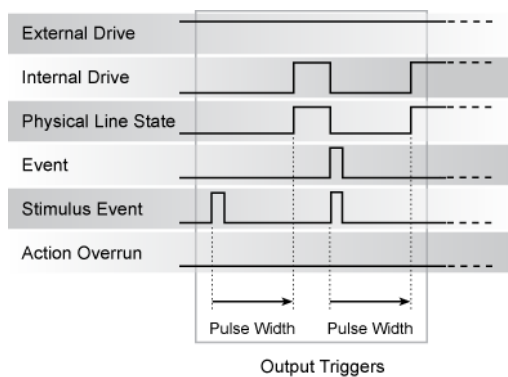 External Drive
Internal Drive
Physical Line State
Event
Stimulus Event
Action Overrun
Pulse Width Pulse Width
Output Triggers